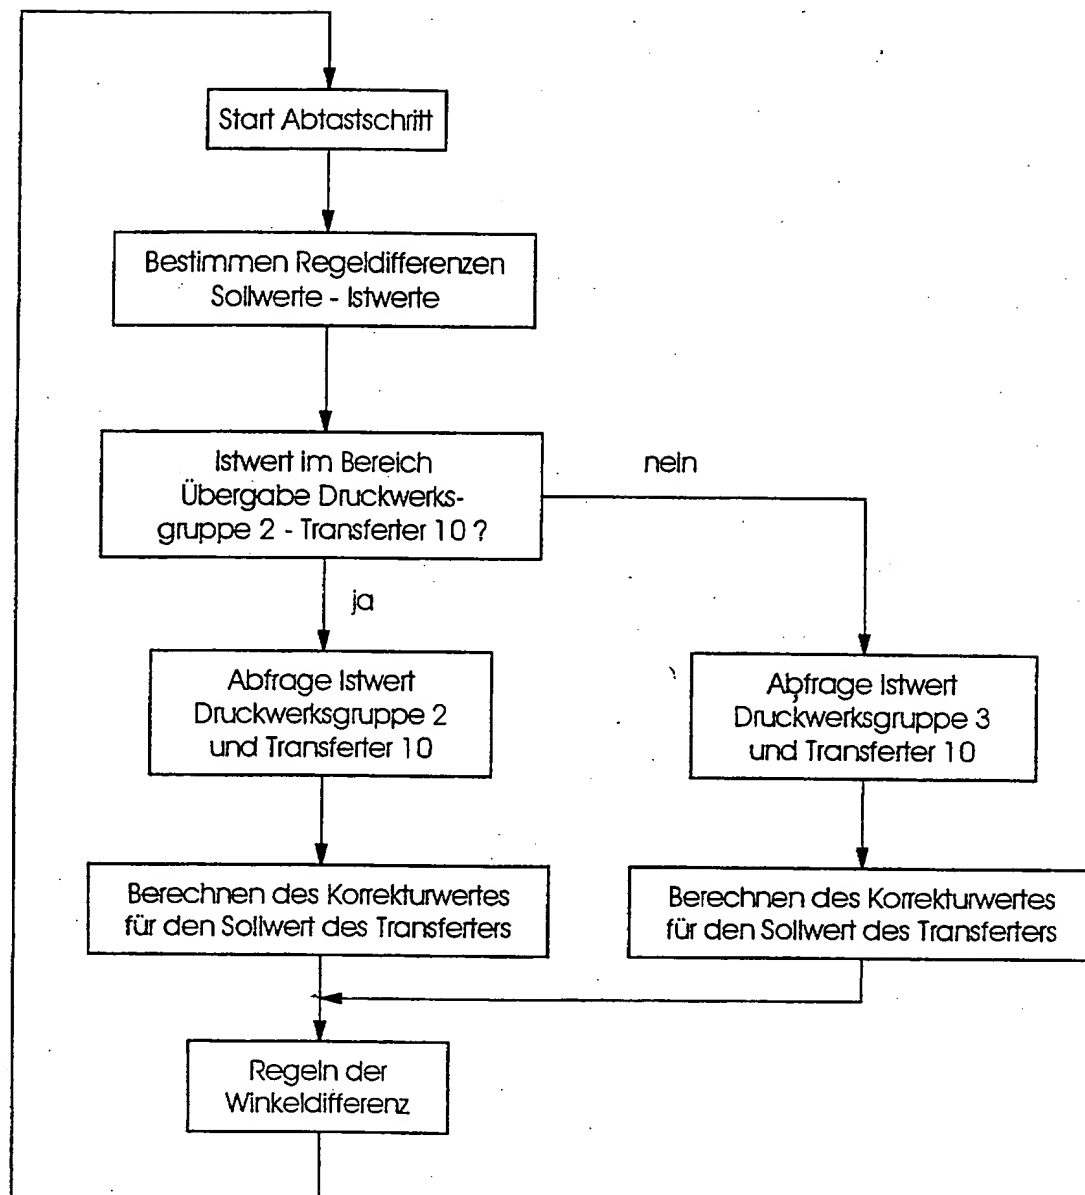 Start Abtastschritt
Bestimmen Regeldifferenzen
Sollwerte - Istwerte
Istwert im Bereich
Übergabe Druckwerks-
gruppe 2 - Transferter 10 ?
nein
ja
Abfrage Istwert
Druckwerksgruppe 2
und Transferter 10
Abfrage Istwert
Druckwerksgruppe 3
und Transferter 10
Berechnen des Korrekturwertes
für den Sollwert des Transferters
Berechnen des Korrekturwertes
für den Sollwert des Transferters
Regeln der
Winkeldifferenz